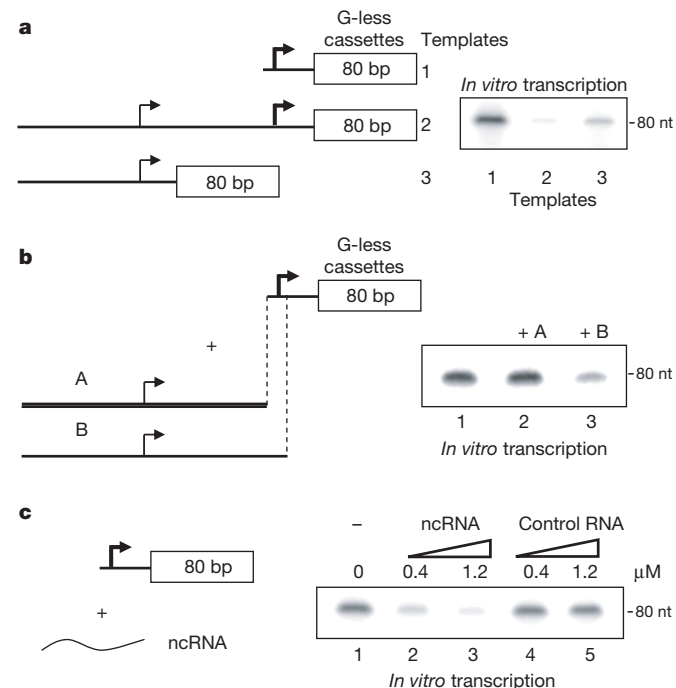 a
G-less
cassettes
Templates
80 bp
1
80 bp
2
80 bp
3
In vitro transcription
-80 nt
1 2 3
Templates
b
G-less
cassettes
80 bp
+
A
B
+ A + B
-80 nt
1 2 3
In vitro transcription
c
80 bp
+
ncRNA
– ncRNA Control RNA
0 0.4 1.2 0.4 1.2 μM
-80 nt
1 2 3 4 5
In vitro transcription